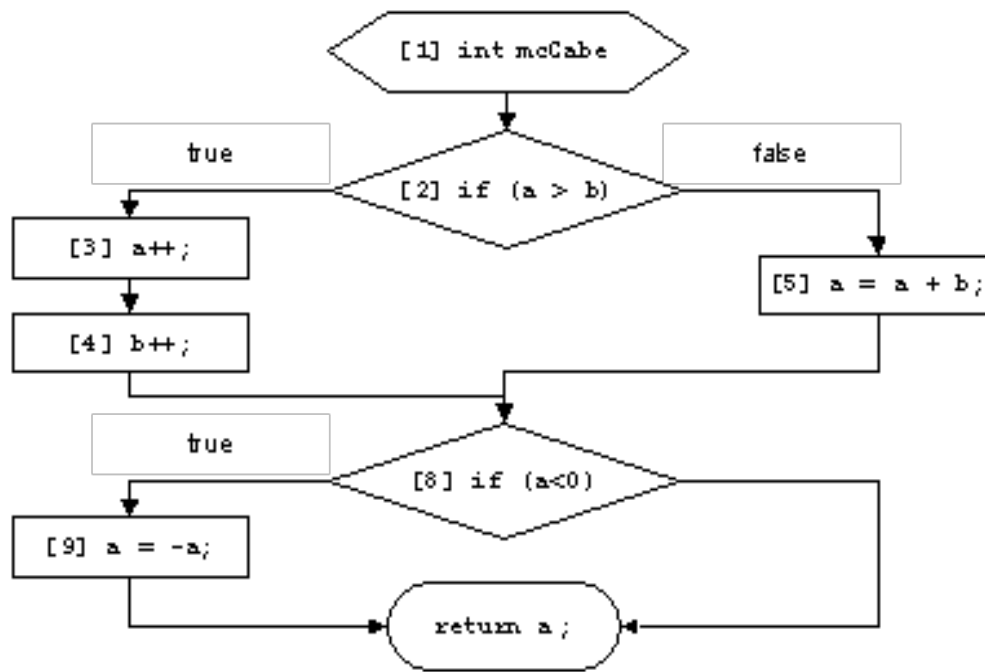 [1] int mcCabe
true
false
[2] if (a > b)
[3] a++;
[5] a = a + b;
[4] b++;
true
[8] if (a<0)
[9] a = -a;
return a;